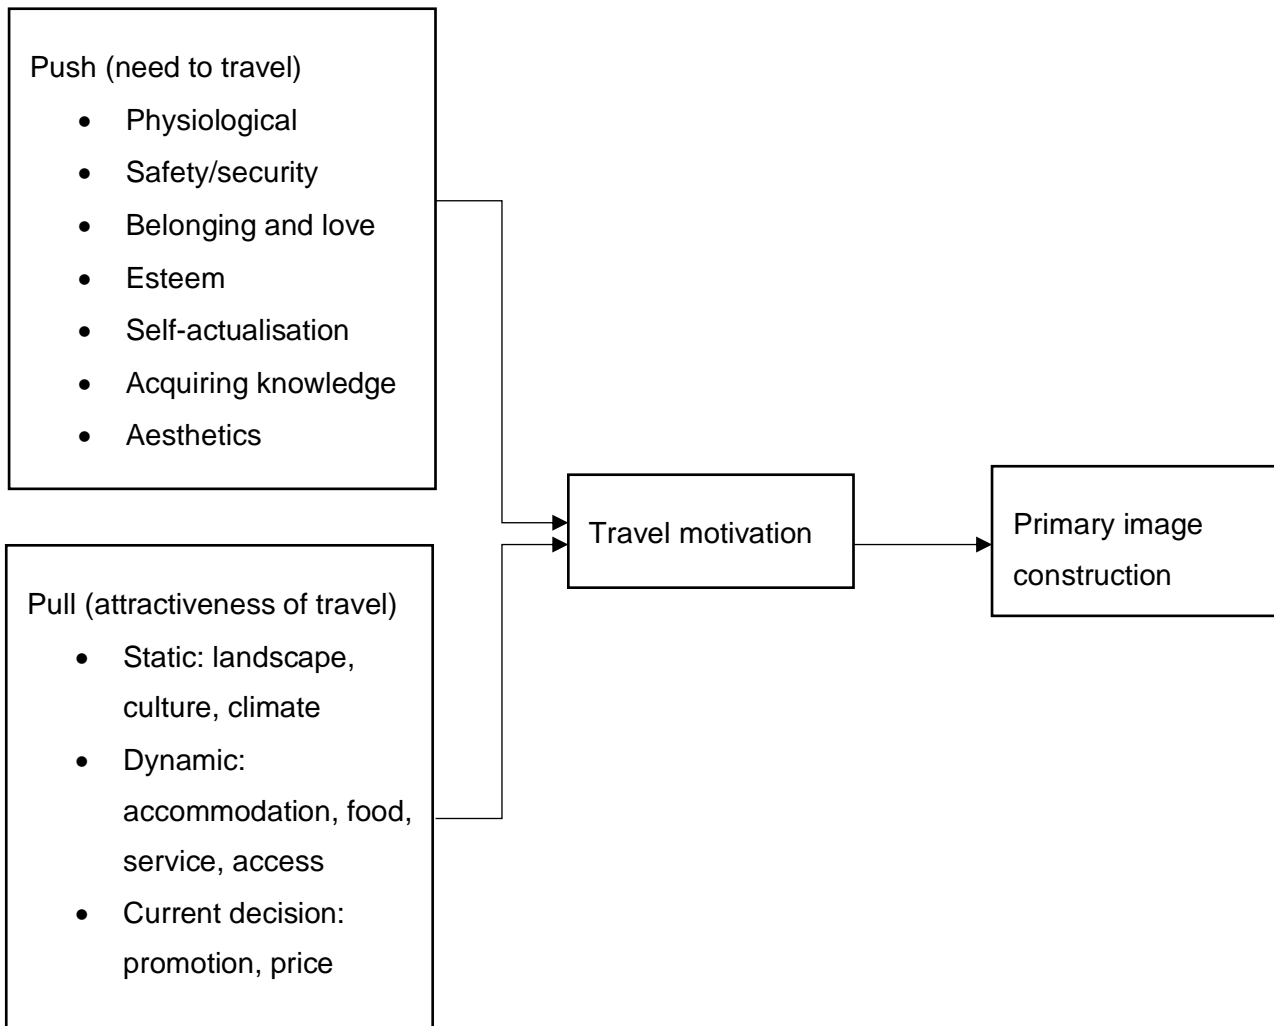 Push (need to travel)
• Physiological
• Safety/security
• Belonging and love
• Esteem
• Self-actualisation
• Acquiring knowledge
• Aesthetics
Pull (attractiveness of travel)
• Static: landscape,
culture, climate
• Dynamic:
accommodation, food,
service, access
• Current decision:
promotion, price
Travel motivation
Primary image
construction